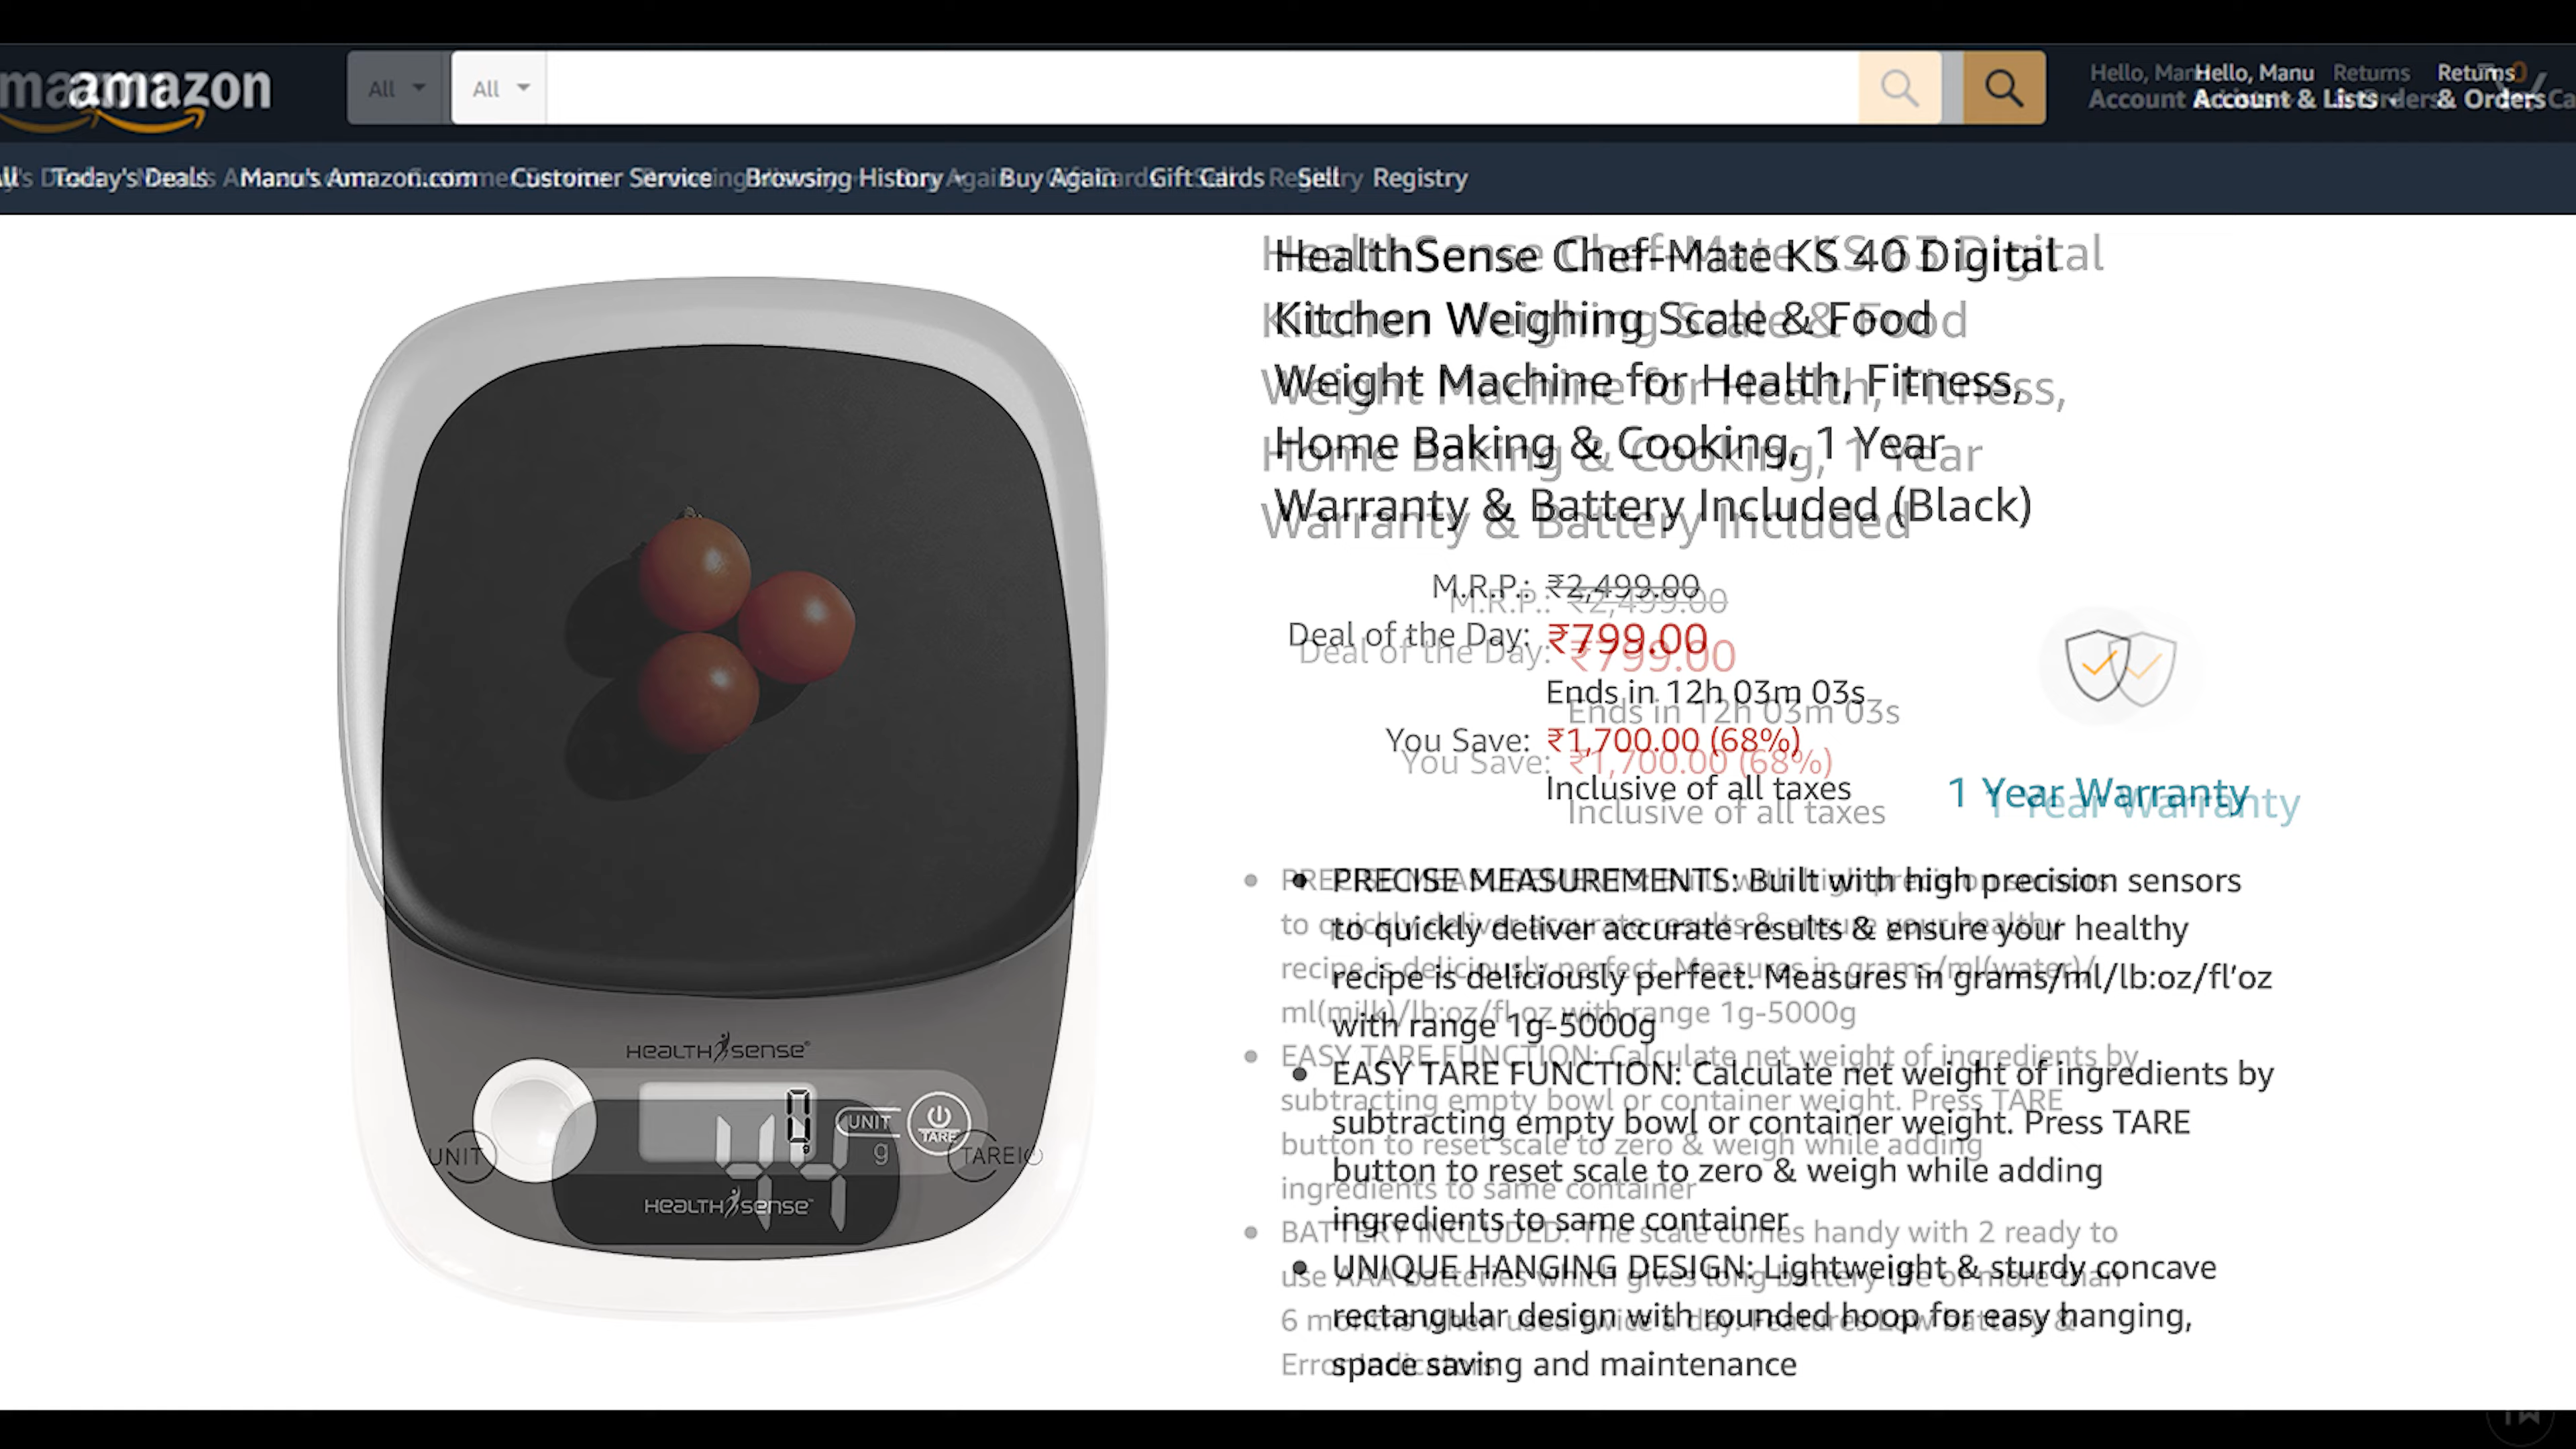 amazon
All
All
Hello, Manu
Returns
Account & Lists
& Orders
Today's Deals
Manu's Amazon.com
Customer Service
Browsing History
Buy Again
Gift Cards
Sell
Registry
HealthSense Chef-Mate KS 40 Digital
Kitchen Weighing Scale & Food
Weight Machine for Health, Fitness,
Home Baking & Cooking, 1 Year
Warranty & Battery Included (Black)
M.R.P.: ₹2,499.00
Deal of the Day: ₹799.00
Ends in 12h 03m 03s
You Save: ₹1,700.00 (68%)
Inclusive of all taxes
1 Year Warranty
• PRECISE MEASUREMENTS: Built with high precision sensors
to quickly deliver accurate results & ensure your healthy
recipe is deliciously perfect. Measures in grams/ml/lb:oz/fl'oz
with range 1g-5000g
• EASY TARE FUNCTION: Calculate net weight of ingredients by
subtracting empty bowl or container weight. Press TARE
button to reset scale to zero & weigh while adding
ingredients to same container
• UNIQUE HANGING DESIGN: Lightweight & sturdy concave
rectangular design with rounded hoop for easy hanging,
space saving and maintenance
HEALTH SENSE
0
UNIT
TARE
UNIT
44
g
TARE
HEALTH SENSE